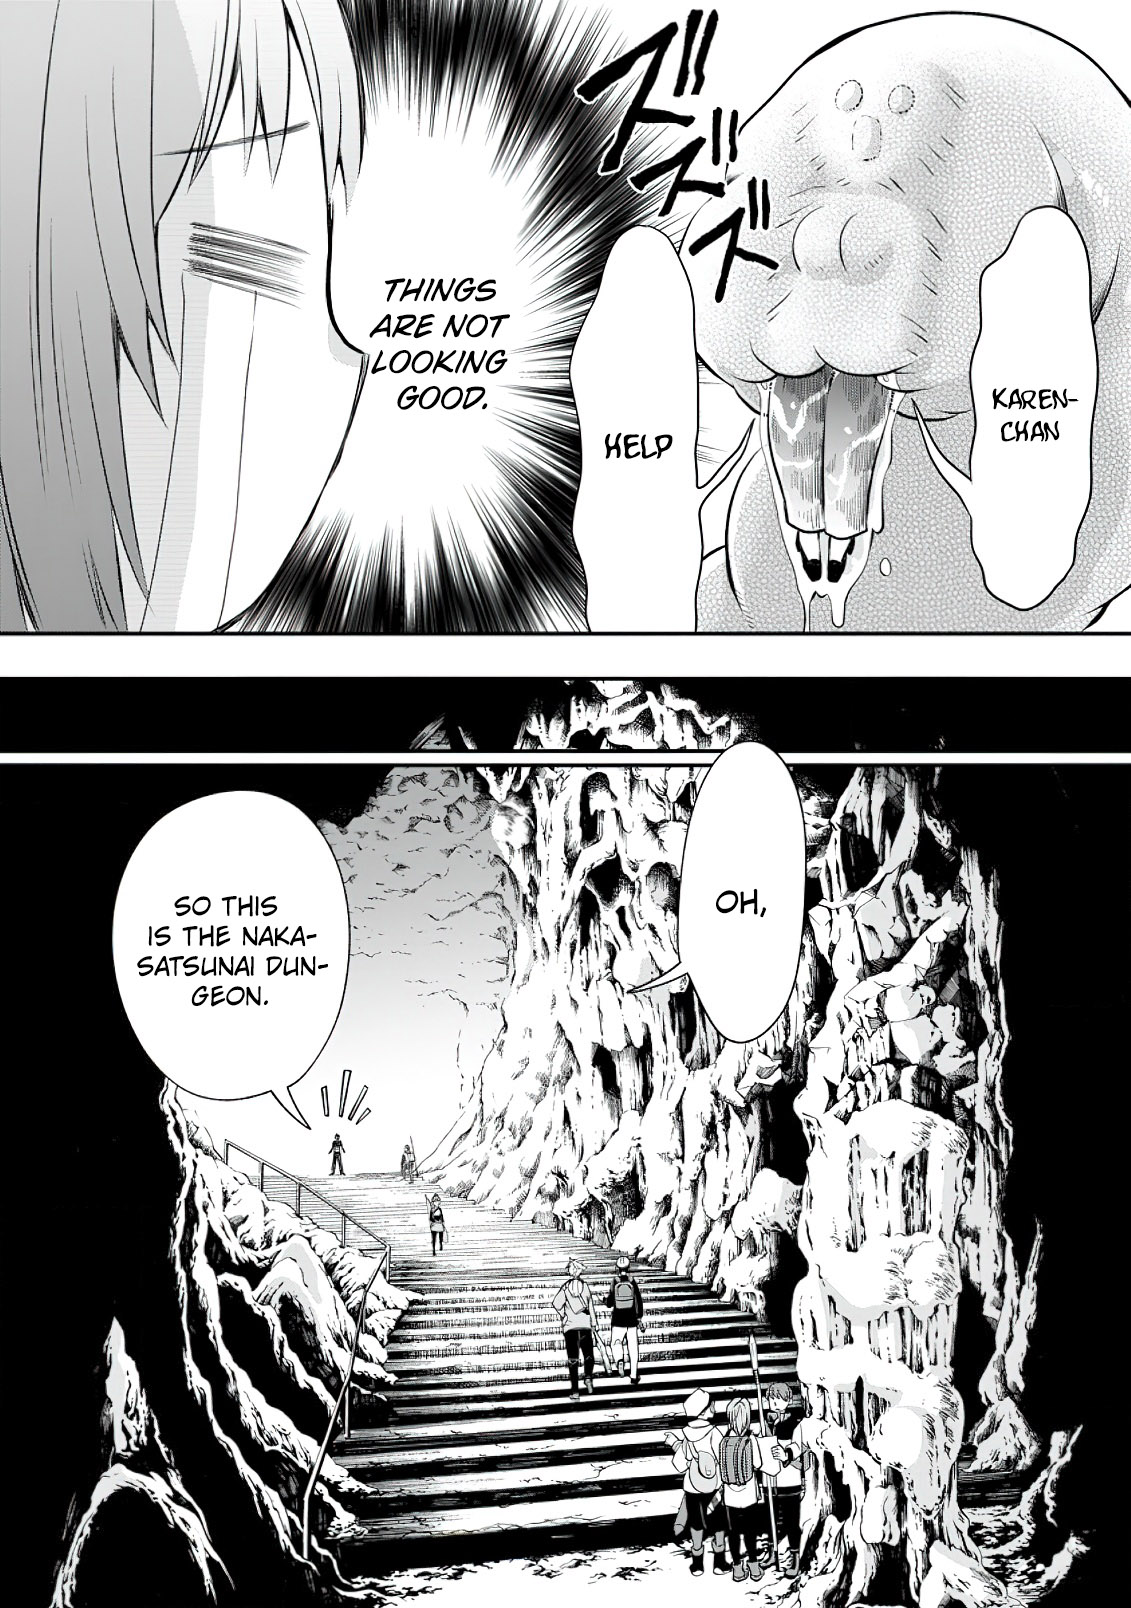 ズズズ
KAREN-
CHAN
HELP
THINGS
ARE NOT
LOOKING
GOOD.
OH,
SO THIS
IS THE NAKA-
SATSUNAI DUN-
GEON.